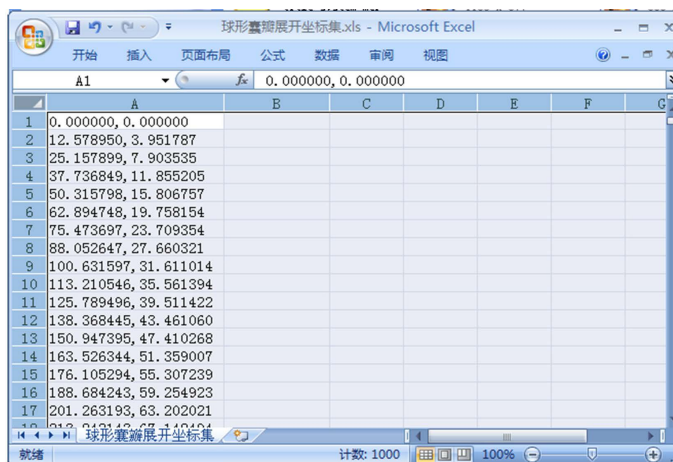 球形囊瓣展开坐标集.xls - Microsoft Excel
开始 插入 页面布局 公式 数据 审阅 视图
A1 fx 0.000000,0.000000
A B C D E F G
1 0.000000,0.000000
2 12.578950,3.951787
3 25.157899,7.903535
4 37.736849,11.855205
5 50.315798,15.806757
6 62.894748,19.758154
7 75.473697,23.709354
8 88.052647,27.660321
9 100.631597,31.611014
10 113.210546,35.561394
11 125.789496,39.511422
12 138.368445,43.461060
13 150.947395,47.410268
14 163.526344,51.359007
15 176.105294,55.307239
16 188.684243,59.254923
17 201.263193,63.202021
球形囊瓣展开坐标集
就绪 计数: 1000 100%